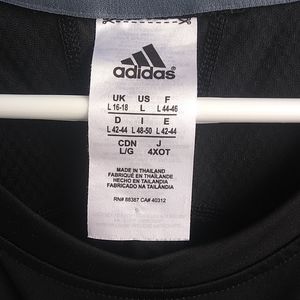 adidas
UK US F
L 16-18 L L 44-46
D I E
L 42-44 L 48-50 L 42-44
CDN J
L/G 4XOT
MADE IN THAILAND
FABRIQUÉ EN THAÏLANDE
HECHO EN TAILANDIA
FABRICADO NA TAILÂNDIA
RN# 88387 CA# 40312